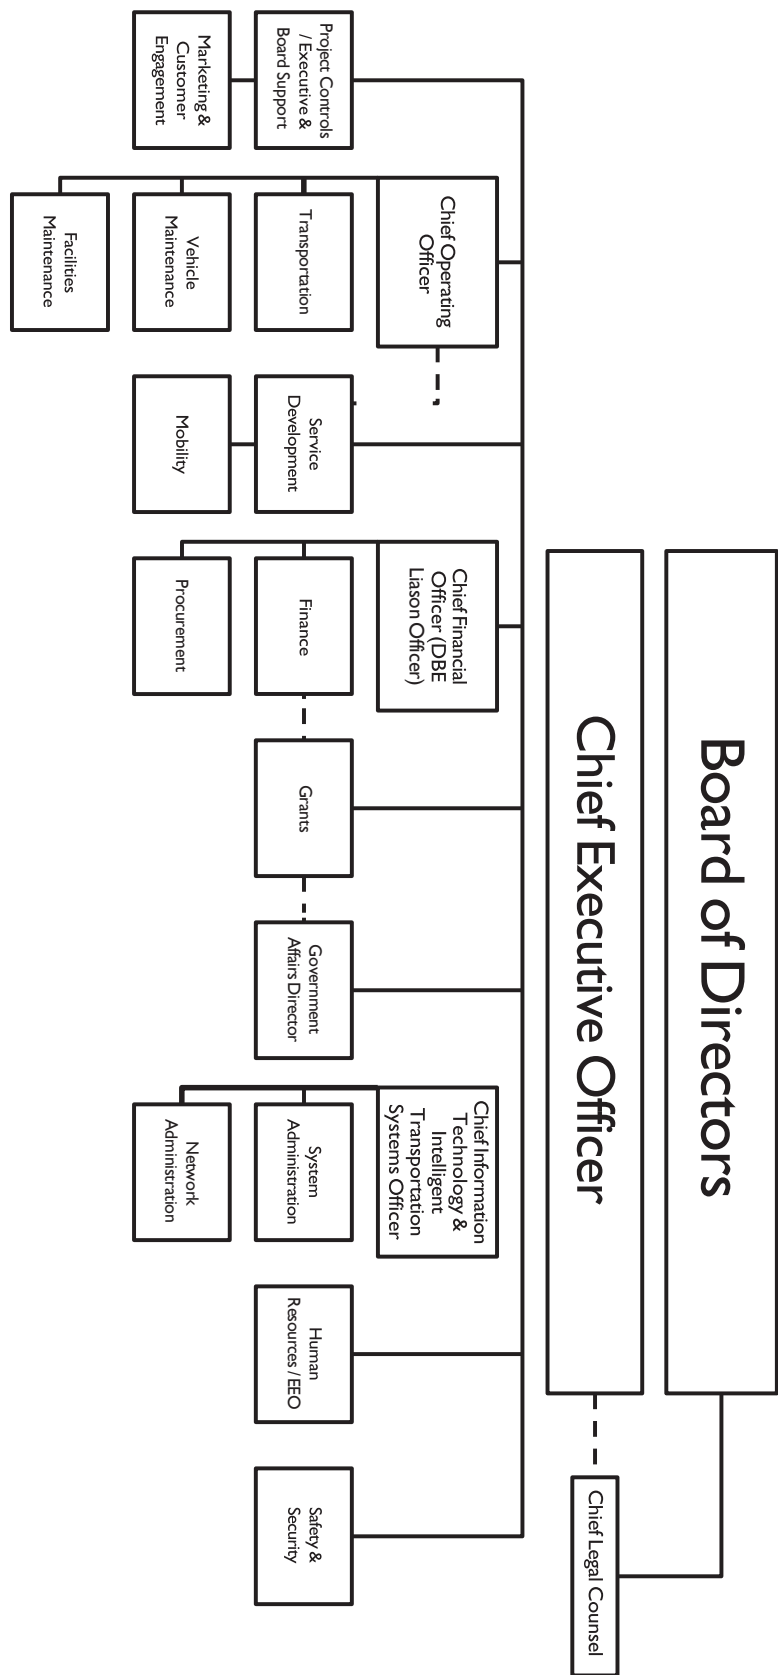 Board of Directors
Chief Executive Officer
Chief Legal Counsel
Project Controls
/ Executive &
Board Support
Marketing &
Customer
Engagement
Chief Operating
Officer
Transportation
Vehicle
Maintenance
Facilities
Maintenance
Service
Development
Mobility
Chief Financial
Officer (DBE
Liason Officer)
Finance
Procurement
Grants
Government
Affairs Director
Chief Information
Technology &
Intelligent
Transportation
Systems Officer
System
Administration
Network
Administration
Human
Resources / EEO
Safety &
Security